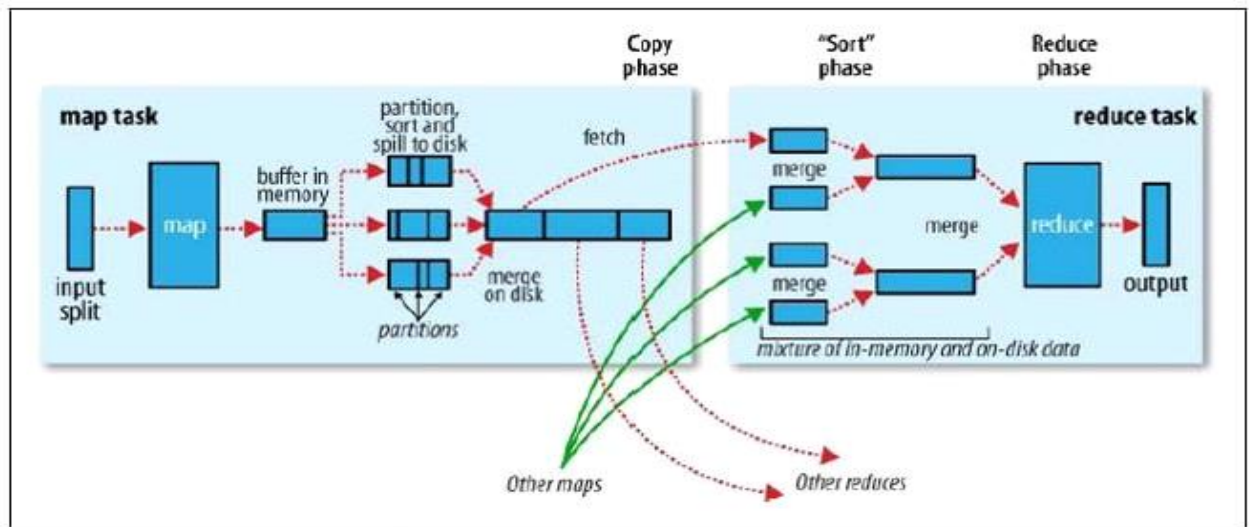 Copy
phase
"Sort"
phase
Reduce
phase
map task
partition,
sort and
spill to disk
fetch
reduce task
buffer in
memory
merge
map
merge
reduce
input
split
merge
on disk
merge
output
partitions
mixture of in-memory and on-disk data
Other maps
Other reduces